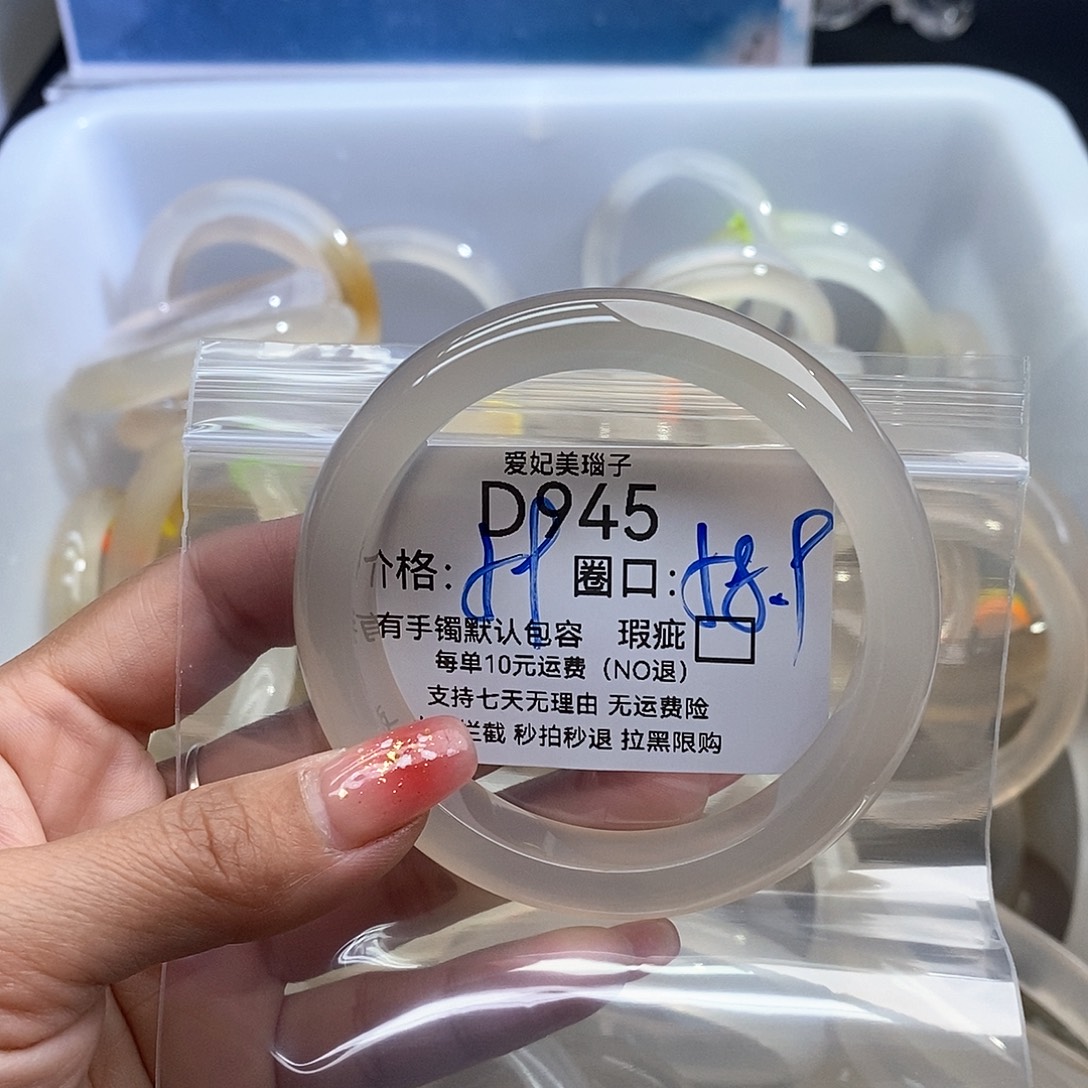 爱妃美瑙子
D945
价格: 圈口:
有手镯默认包容 瑕疵
每单10元运费（NO退）
支持七天无理由 无运费险
拦截 秒拍秒退 拉黑限购